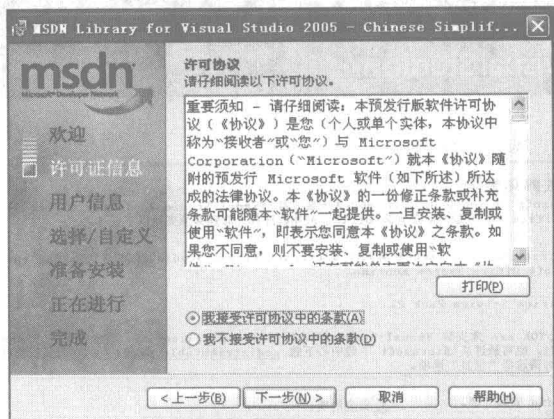 MSDN Library for Visual Studio 2005 - Chinese Simplif...
msdn
Microsoft Developer Network
欢迎
许可证信息
用户信息
选择/自定义
准备安装
正在进行
完成
许可协议
请仔细阅读以下许可协议。
重要须知 - 请仔细阅读：本预发行版软件许可协
议（《协议》）是您（个人或单个实体，本协议中
称为“接收者”或“您”）与 Microsoft
Corporation（“Microsoft”）就本《协议》随
附的预发行 Microsoft 软件（如下所述）所达
成的法律协议。本《协议》的一份修正条款或补充
条款可能随本“软件”一起提供。一旦安装、复制或
使用“软件”，即表示您同意本《协议》之条款。如
果您不同意，则不要安装、复制或使用“软
打印(P)
我接受许可协议中的条款(A)
我不接受许可协议中的条款(D)
<上一步(B)
下一步(N) >
取消
帮助(H)